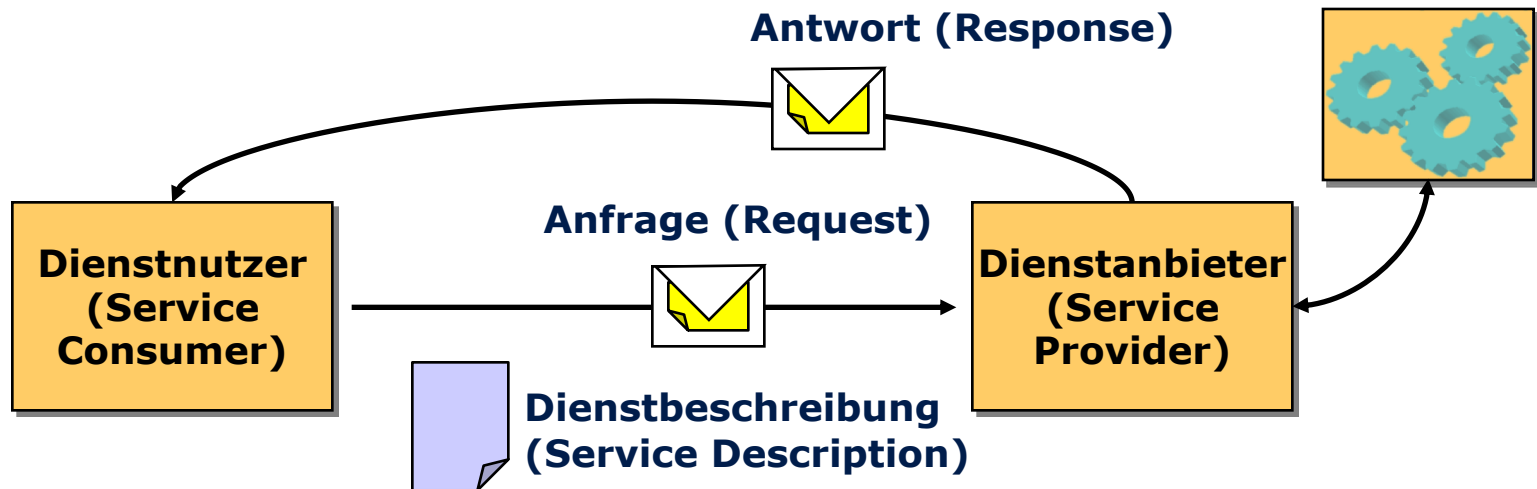 Antwort (Response)
Anfrage (Request)
Dienstnutzer
(Service
Consumer)
Dienstanbieter
(Service
Provider)
Dienstbeschreibung
(Service Description)